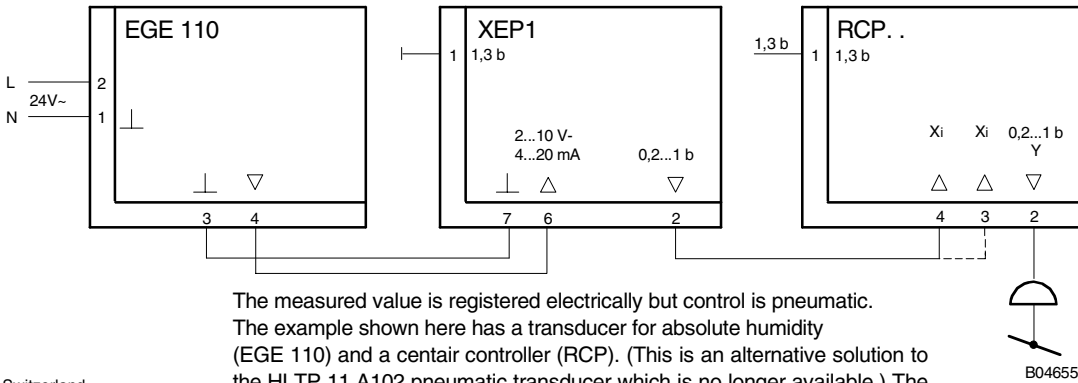 EGE 110
XEP1
RCP. .
1,3 b
1 1,3 b
1 1,3 b
L
24V~
N
2
1
2...10 V-
4...20 mA
0,2...1 b
Xi Xi 0,2...1 b
Y
3 4
7 6 2
4 3 2
The measured value is registered electrically but control is pneumatic.
The example shown here has a transducer for absolute humidity
(EGE 110) and a centair controller (RCP). (This is an alternative solution to
B04655